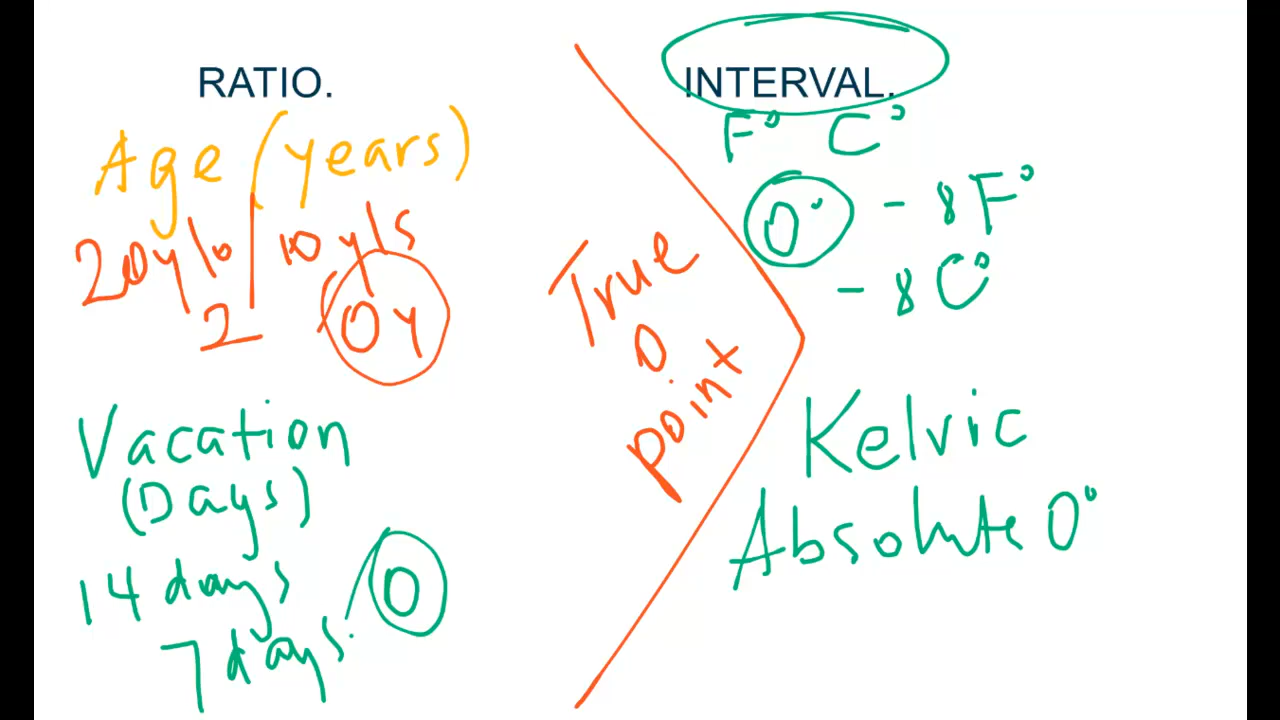 RATIO.
Age (years)
20 y/o 10 y/s
2 0 Y
Vacation
(Days)
14 days
7 days. 0
True
0
point
INTERVAL.
F° C°
0° - 8 F°
- 8 C°
Kelvic
Absolute 0°